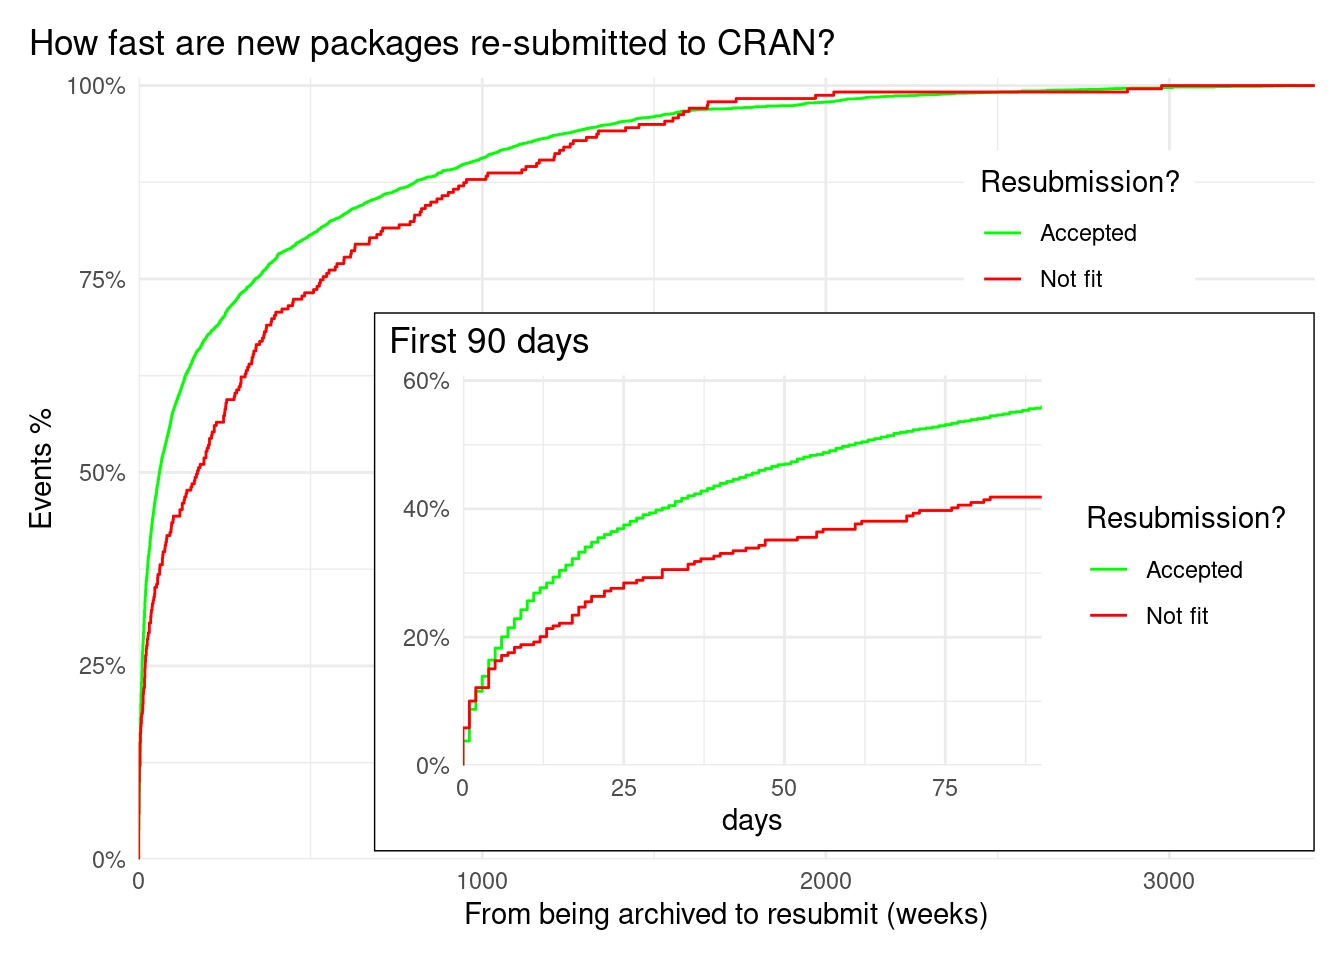 How fast are new packages re-submitted to CRAN?
100%
75%
50%
25%
0%
Events %
0 1000 2000 3000
From being archived to resubmit (weeks)
Resubmission?
Accepted
Not fit
First 90 days
60%
40%
20%
0%
0 25 50 75
days
Resubmission?
Accepted
Not fit